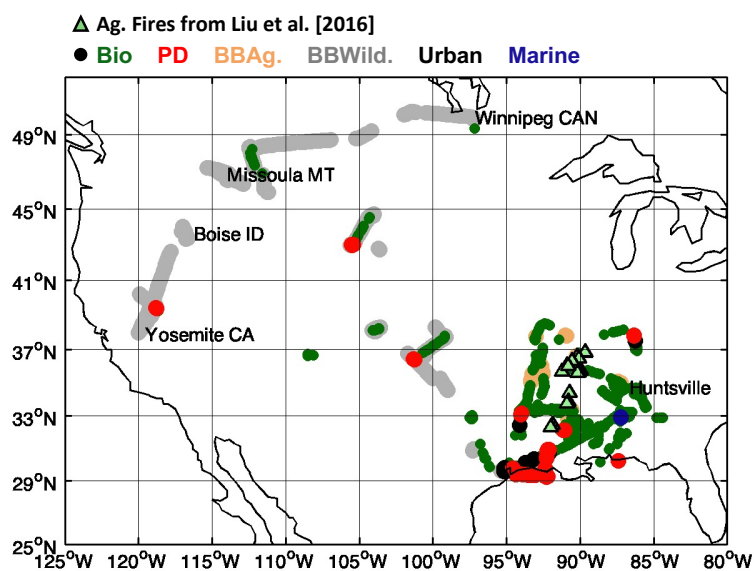 Ag. Fires from Liu et al. [2016]
Bio PD BBAg. BBWild. Urban Marine
Winnipeg CAN
49°N
Missoula MT
45°N
Boise ID
41°N
Yosemite CA
37°N
Huntsville
33°N
29°N
25°N
125°W 120°W 115°W 110°W 105°W 100°W 95°W 90°W 85°W 80°W